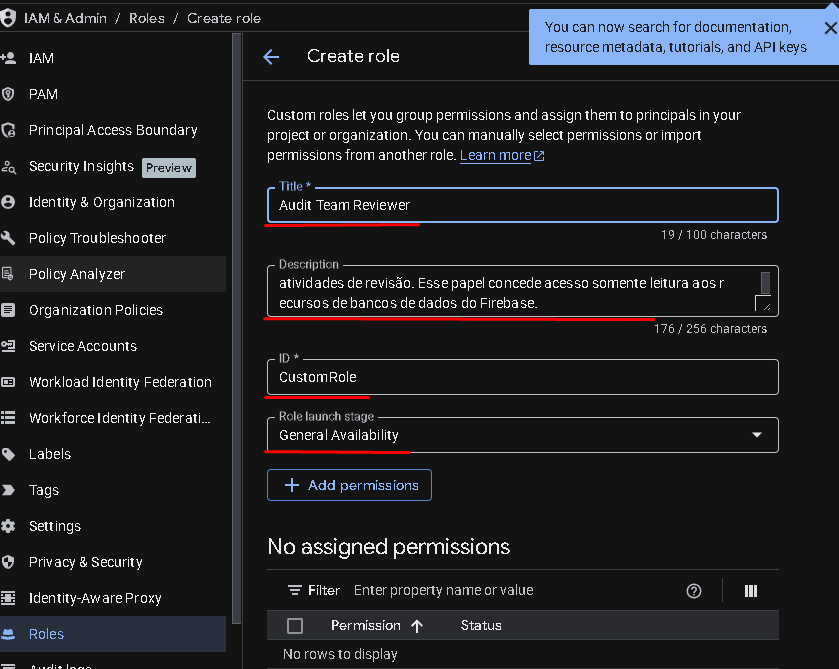 IAM & Admin / Roles / Create role
You can now search for documentation,
resource metadata, tutorials, and API keys
IAM
PAM
Principal Access Boundary
Security Insights Preview
Identity & Organization
Policy Troubleshooter
Policy Analyzer
Organization Policies
Service Accounts
Workload Identity Federation
Workforce Identity Federati...
Labels
Tags
Settings
Privacy & Security
Identity-Aware Proxy
Roles
Audit logs
Create role
Custom roles let you group permissions and assign them to principals in your
project or organization. You can manually select permissions or import
permissions from another role. Learn more
Title *
Audit Team Reviewer
19 / 100 characters
Description
atividades de revisão. Esse papel concede acesso somente leitura aos r
ecursos de bancos de dados do Firebase.
176 / 256 characters
ID *
CustomRole
Role launch stage
General Availability
Add permissions
No assigned permissions
Filter Enter property name or value
Permission Status
No rows to display